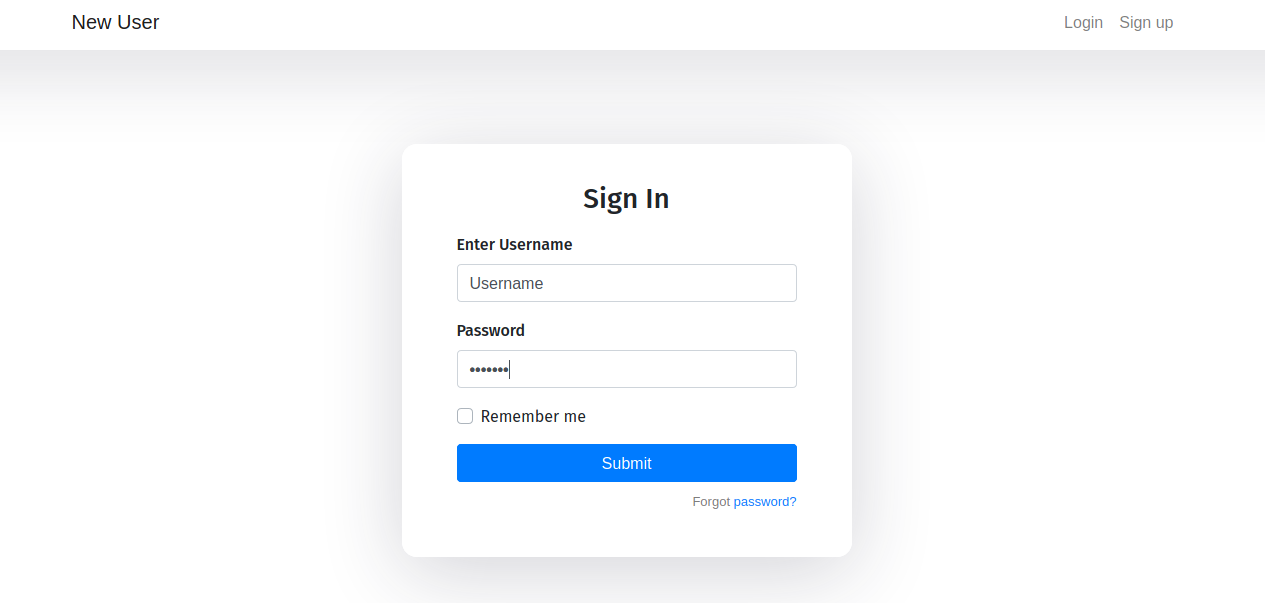 New User
Login Sign up
Sign In
Enter Username
Username
Password
•••••••
Remember me
Submit
Forgot password?